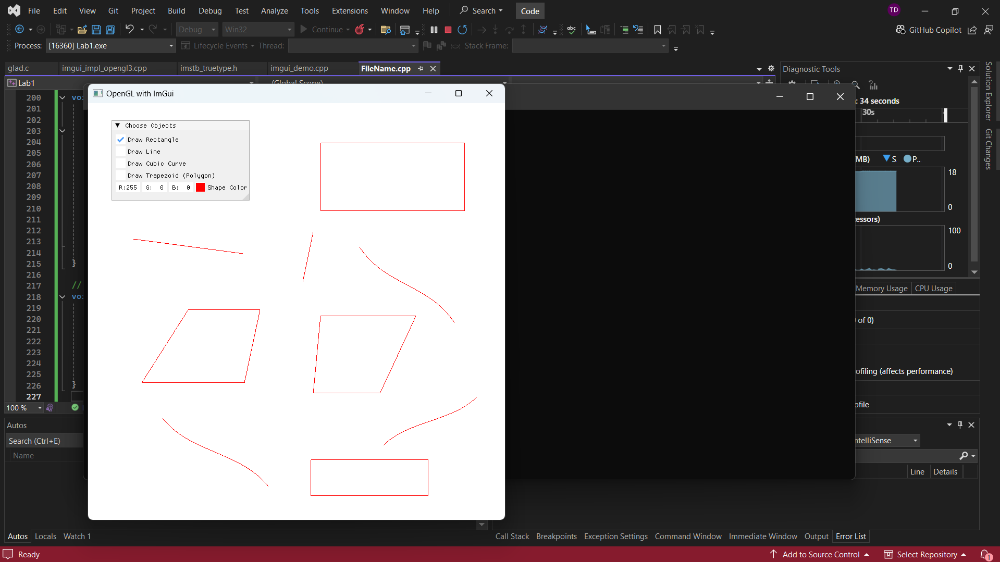 File Edit View Git Project Build Debug Test Analyze Tools Extensions Window Help Search Code TD
Debug Win32 Continue abc GitHub Copilot
Process: [16360] Lab1.exe Lifecycle Events Thread: Stack Frame:
glad.c imgui_impl_opengl3.cpp imstb_truetype.h imgui_demo.cpp FileName.cpp
Diagnostic Tools
Lab1 (Global Scope)
OpenGL with ImGui
: 34 seconds
30s
Choose Objects
Draw Rectangle
Draw Line
Draw Cubic Curve
Draw Trapezoid (Polygon)
R:255 G: 0 B: 0 Shape Color
200 voi
201
202
203
204
205
206
207
208
209
210
211
212
213
214
215 }
216
217 //
218 voi
219
220
221
222
223
224
225
226 }
227
100 %
MB) S P..
18
0
essors)
100
0
Memory Usage CPU Usage
of 0)
ofiling (affects performance)
ofile
Solution Explorer
Git Changes
Autos
Search (Ctrl+E)
Name
ntelliSense
Line Details
Autos Locals Watch 1
Call Stack Breakpoints Exception Settings Command Window Immediate Window Output Error List
Ready
Add to Source Control Select Repository 1